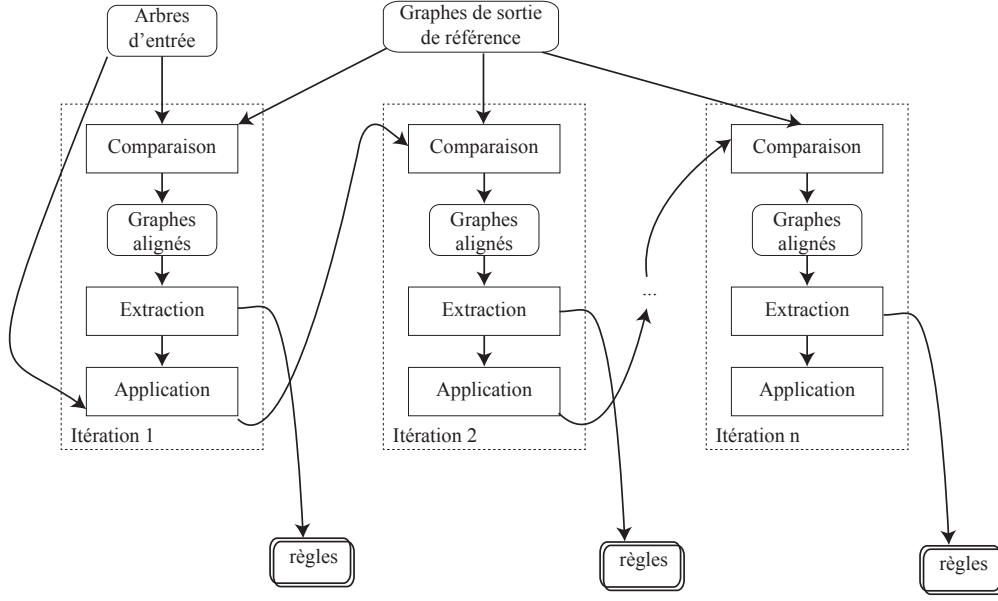 Arbres
d'entrée
Graphes de sortie
de référence
Comparaison
Graphes
alignés
Extraction
Application
Itération 1
Comparaison
Graphes
alignés
Extraction
Application
Itération 2
...
Comparaison
Graphes
alignés
Extraction
Application
Itération n
règles
règles
règles